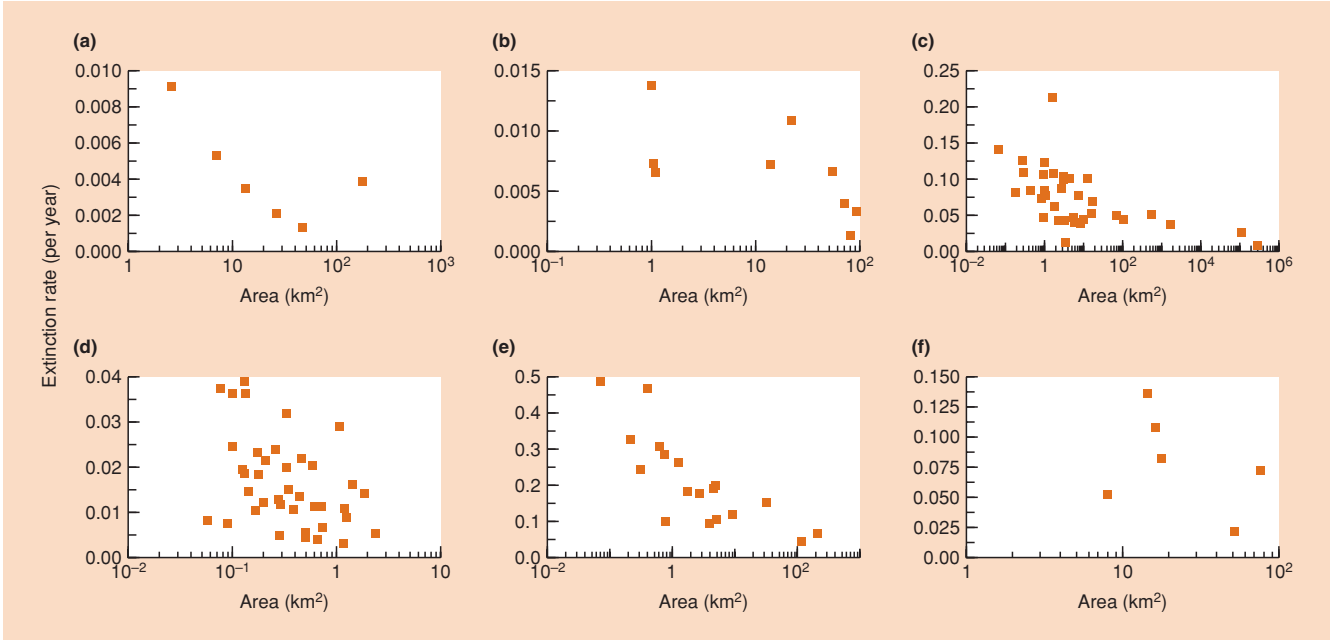 Extinction rate (per year)
(a)
0.010
0.008
0.006
0.004
0.002
0.000
1 10 10² 10³
Area (km²)
(b)
0.015
0.010
0.005
0.000
10⁻¹ 1 10 10²
Area (km²)
(c)
0.25
0.20
0.15
0.10
0.05
0.00
10⁻² 1 10² 10⁴ 10⁶
Area (km²)
(d)
0.04
0.03
0.02
0.01
0.00
10⁻² 10⁻¹ 1 10
Area (km²)
(e)
0.5
0.4
0.3
0.2
0.1
0
10⁻² 1 10²
Area (km²)
(f)
0.150
0.125
0.100
0.075
0.050
0.025
0.00
1 10 10²
Area (km²)